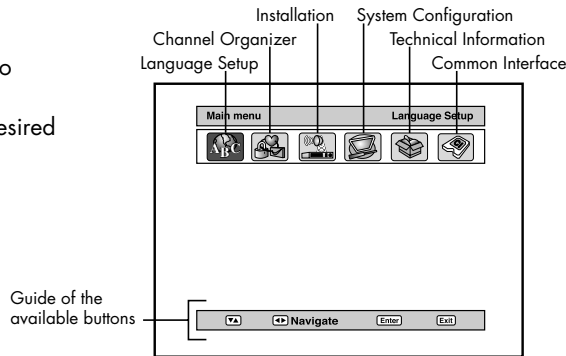 Installation System Configuration
Channel Organizer Technical Information
Language Setup Common Interface
o
esired
Main menu Language Setup
ABC
Guide of the
available buttons
▼▲ ◀▶ Navigate Enter Exit